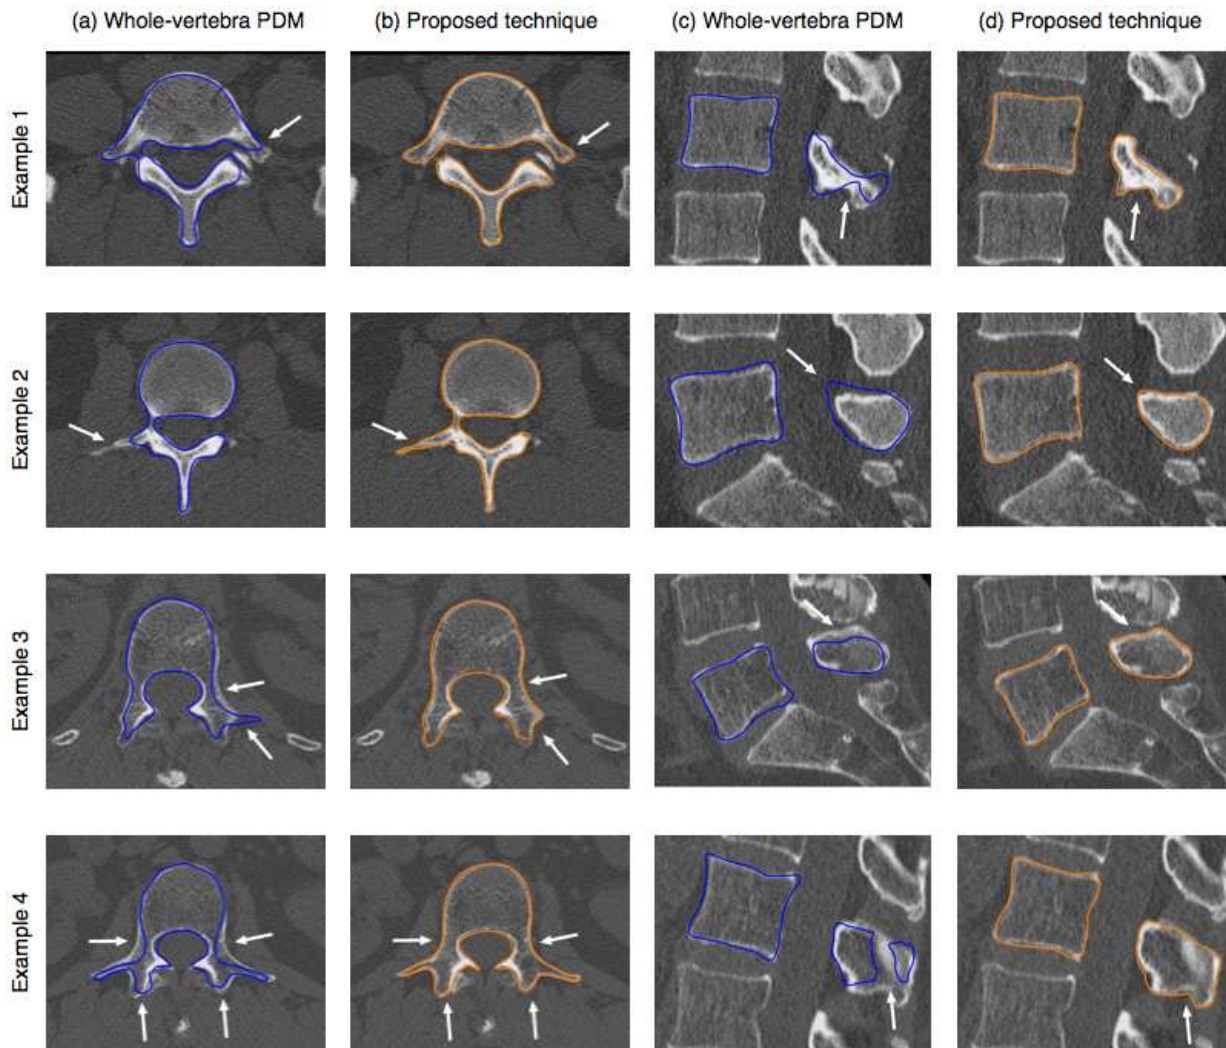 (a) Whole-vertebra PDM (b) Proposed technique (c) Whole-vertebra PDM (d) Proposed technique
Example 1
Example 2
Example 3
Example 4